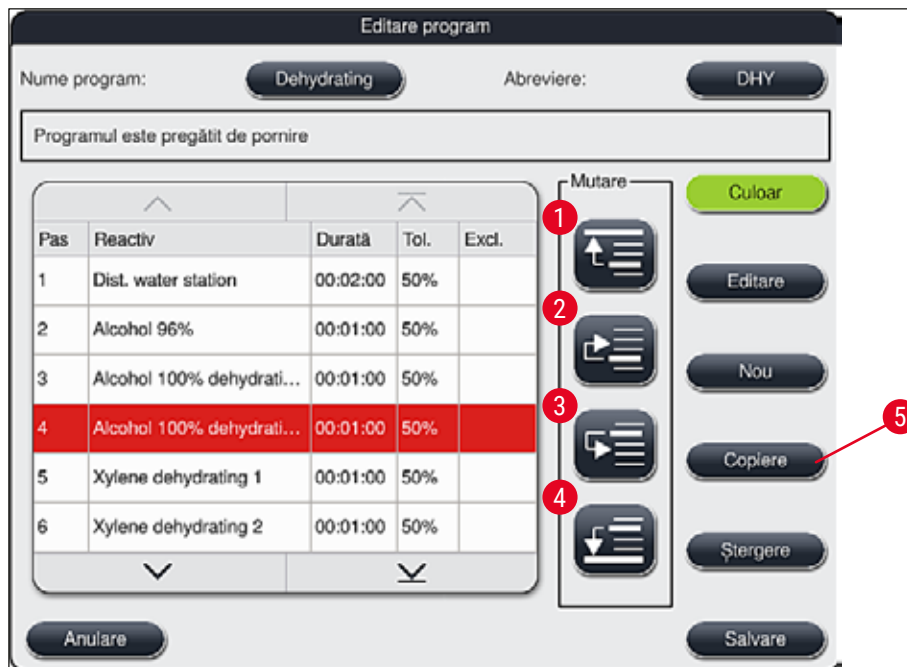 Editare program
Nume program: Dehydrating Abreviere: DHY
Programul este pregătit de pornire
Mutare
Culoar
1
Pas Reactiv Durată Tol. Excl.
1 Dist. water station 00:02:00 50%
Editare
2
2 Alcohol 96% 00:01:00 50%
3 Alcohol 100% dehydrati... 00:01:00 50%
Nou
3
4 Alcohol 100% dehydrati... 00:01:00 50%
5
Copiere
5 Xylene dehydrating 1 00:01:00 50%
4
6 Xylene dehydrating 2 00:01:00 50%
Ștergere
Anulare Salvare